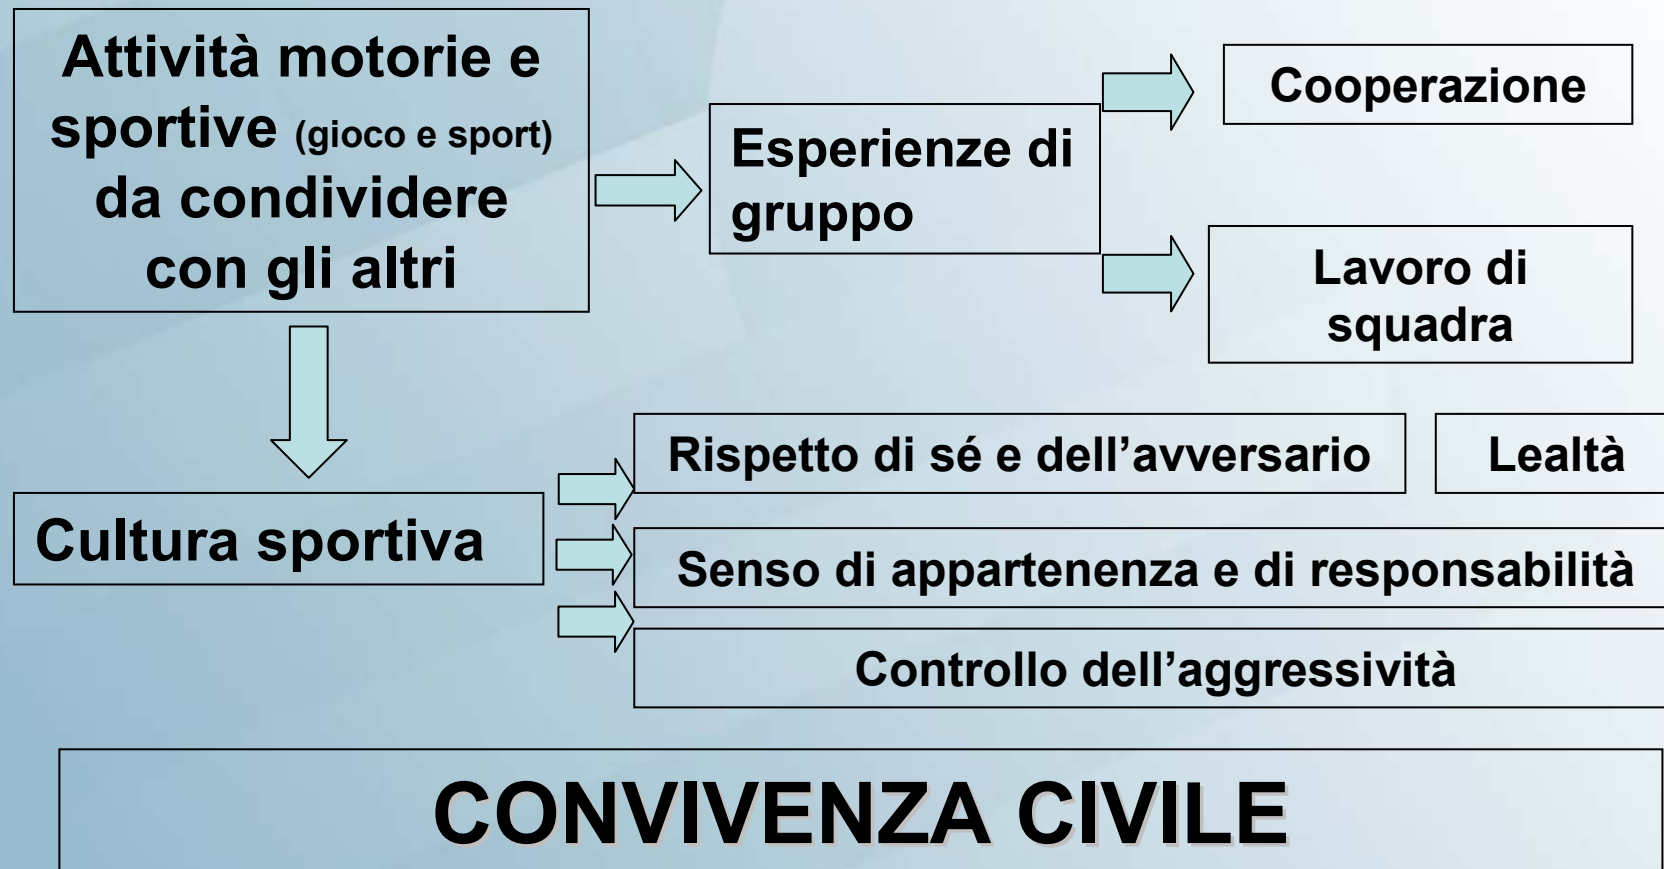 Attività motorie e
sportive (gioco e sport)
da condividere
con gli altri
Esperienze di
gruppo
Cooperazione
Lavoro di
squadra
Cultura sportiva
Rispetto di sé e dell’avversario
Lealtà
Senso di appartenenza e di responsabilità
Controllo dell’aggressività
CONVIVENZA CIVILE